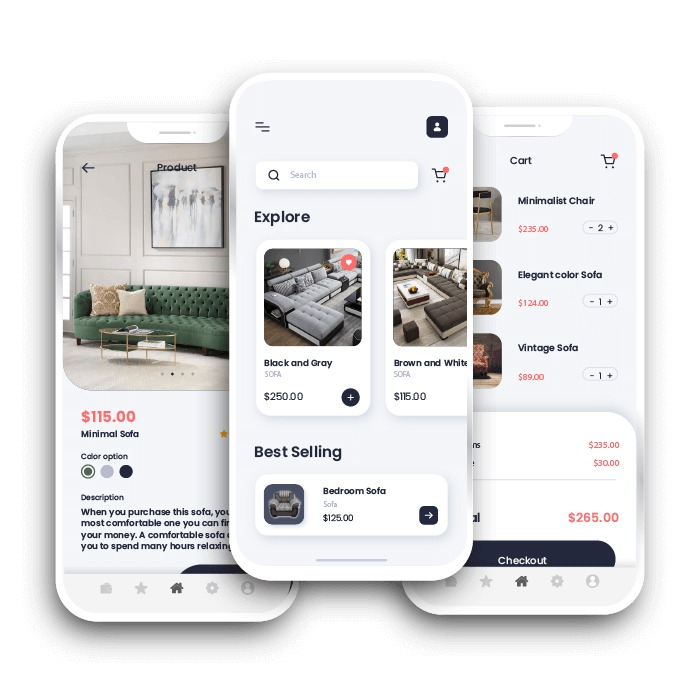 Product
$115.00
Minimal Sofa
Color option
Description
When you purchase this sofa, you
most comfortable one you can
your money. A comfortable sofa
you to spend many hours relaxing
Search
Explore
Black and Gray
SOFA
$250.00
Brown and White
SOFA
$115.00
Best Selling
Bedroom Sofa
Sofa
$125.00
Cart
Minimalist Chair
$235.00
- 2 +
Elegant color Sofa
$124.00
- 1 +
Vintage Sofa
$89.00
- 1 +
$235.00
$30.00
$265.00
Checkout